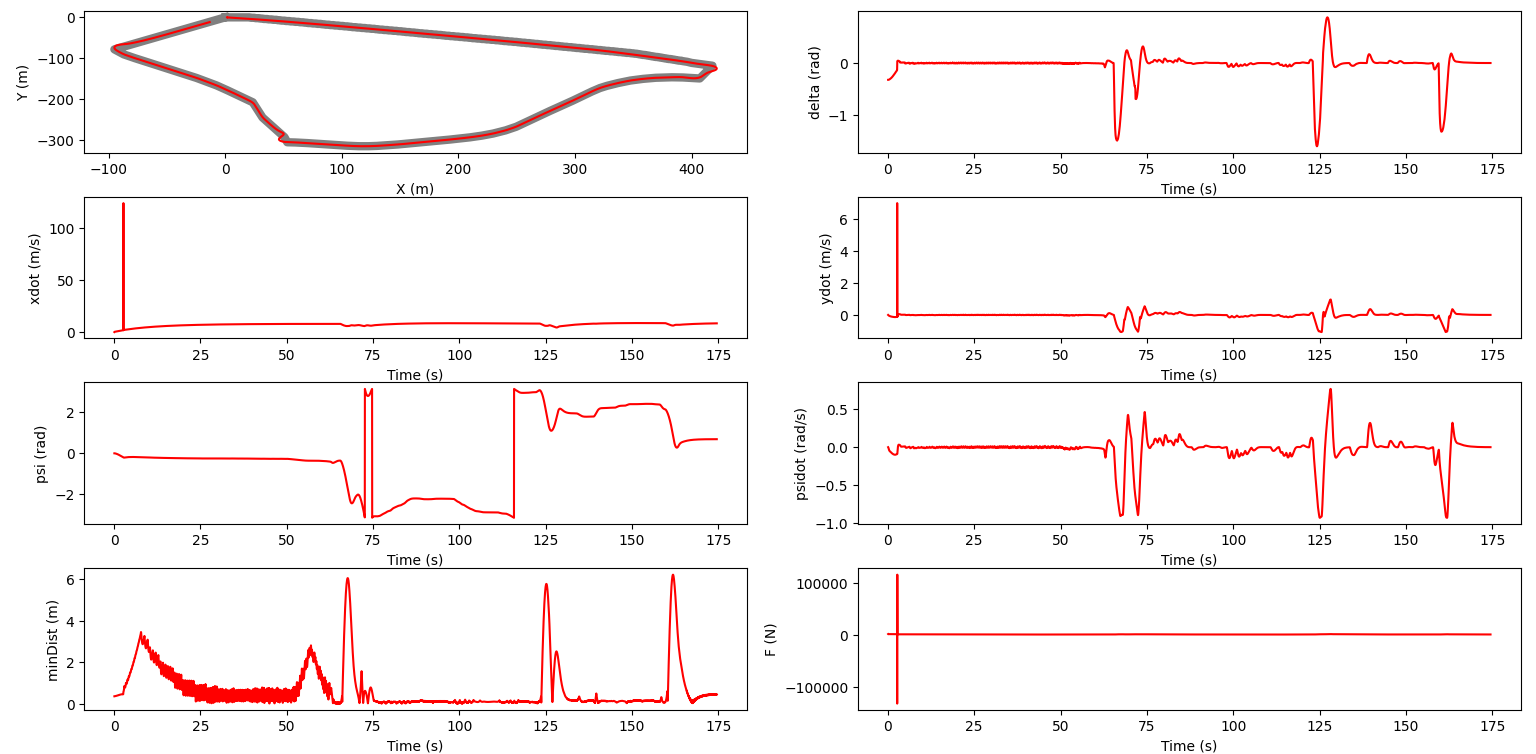 0
−100
−200
−300
Y (m)
−100 0 100 200 300 400
X (m)
0
−1
delta (rad)
0 25 50 75 100 125 150 175
Time (s)
100
50
0
xdot (m/s)
0 25 50 75 100 125 150 175
Time (s)
6
4
2
0
ydot (m/s)
0 25 50 75 100 125 150 175
Time (s)
2
0
−2
psi (rad)
0 25 50 75 100 125 150 175
Time (s)
0.5
0.0
−0.5
−1.0
psidot (rad/s)
0 25 50 75 100 125 150 175
Time (s)
6
4
2
0
minDist (m)
0 25 50 75 100 125 150 175
Time (s)
100000
0
−100000
F (N)
0 25 50 75 100 125 150 175
Time (s)